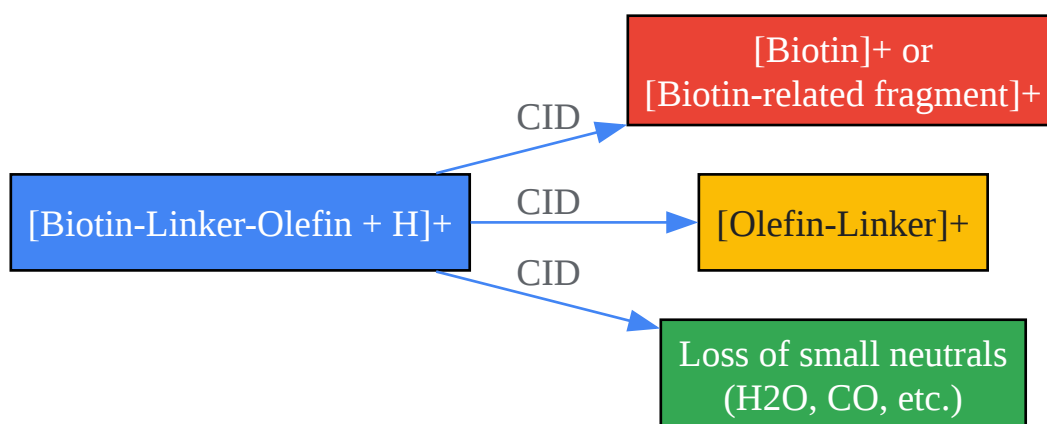 [Biotin]+ or
[Biotin-related fragment]+
CID
[Biotin-Linker-Olefin + H]+
CID
[Olefin-Linker]+
CID
Loss of small neutrals
(H2O, CO, etc.)